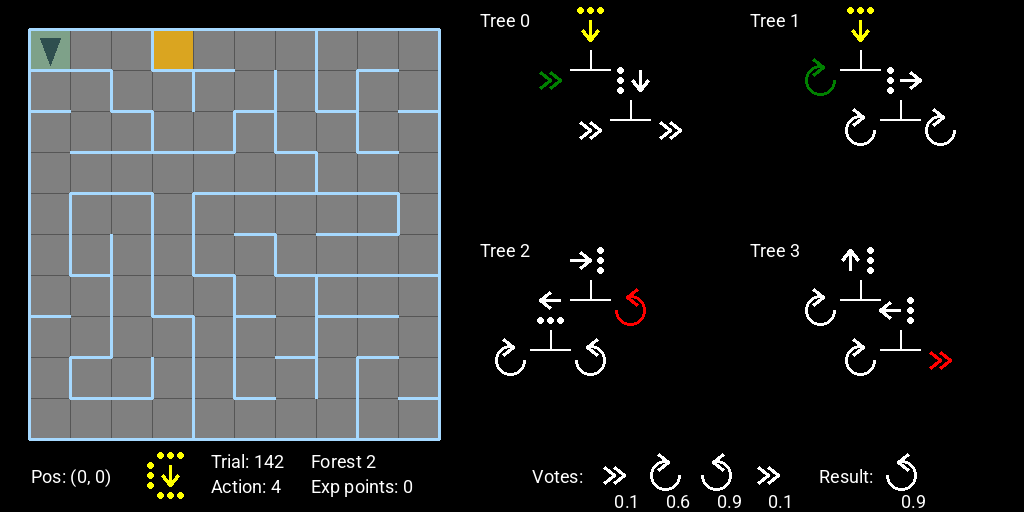 Tree 0
Tree 1
Tree 2
Tree 3
Pos: (0, 0)
Trial: 142
Forest 2
Action: 4
Exp points: 0
Votes:
0.1
0.6
0.9
0.1
Result:
0.9